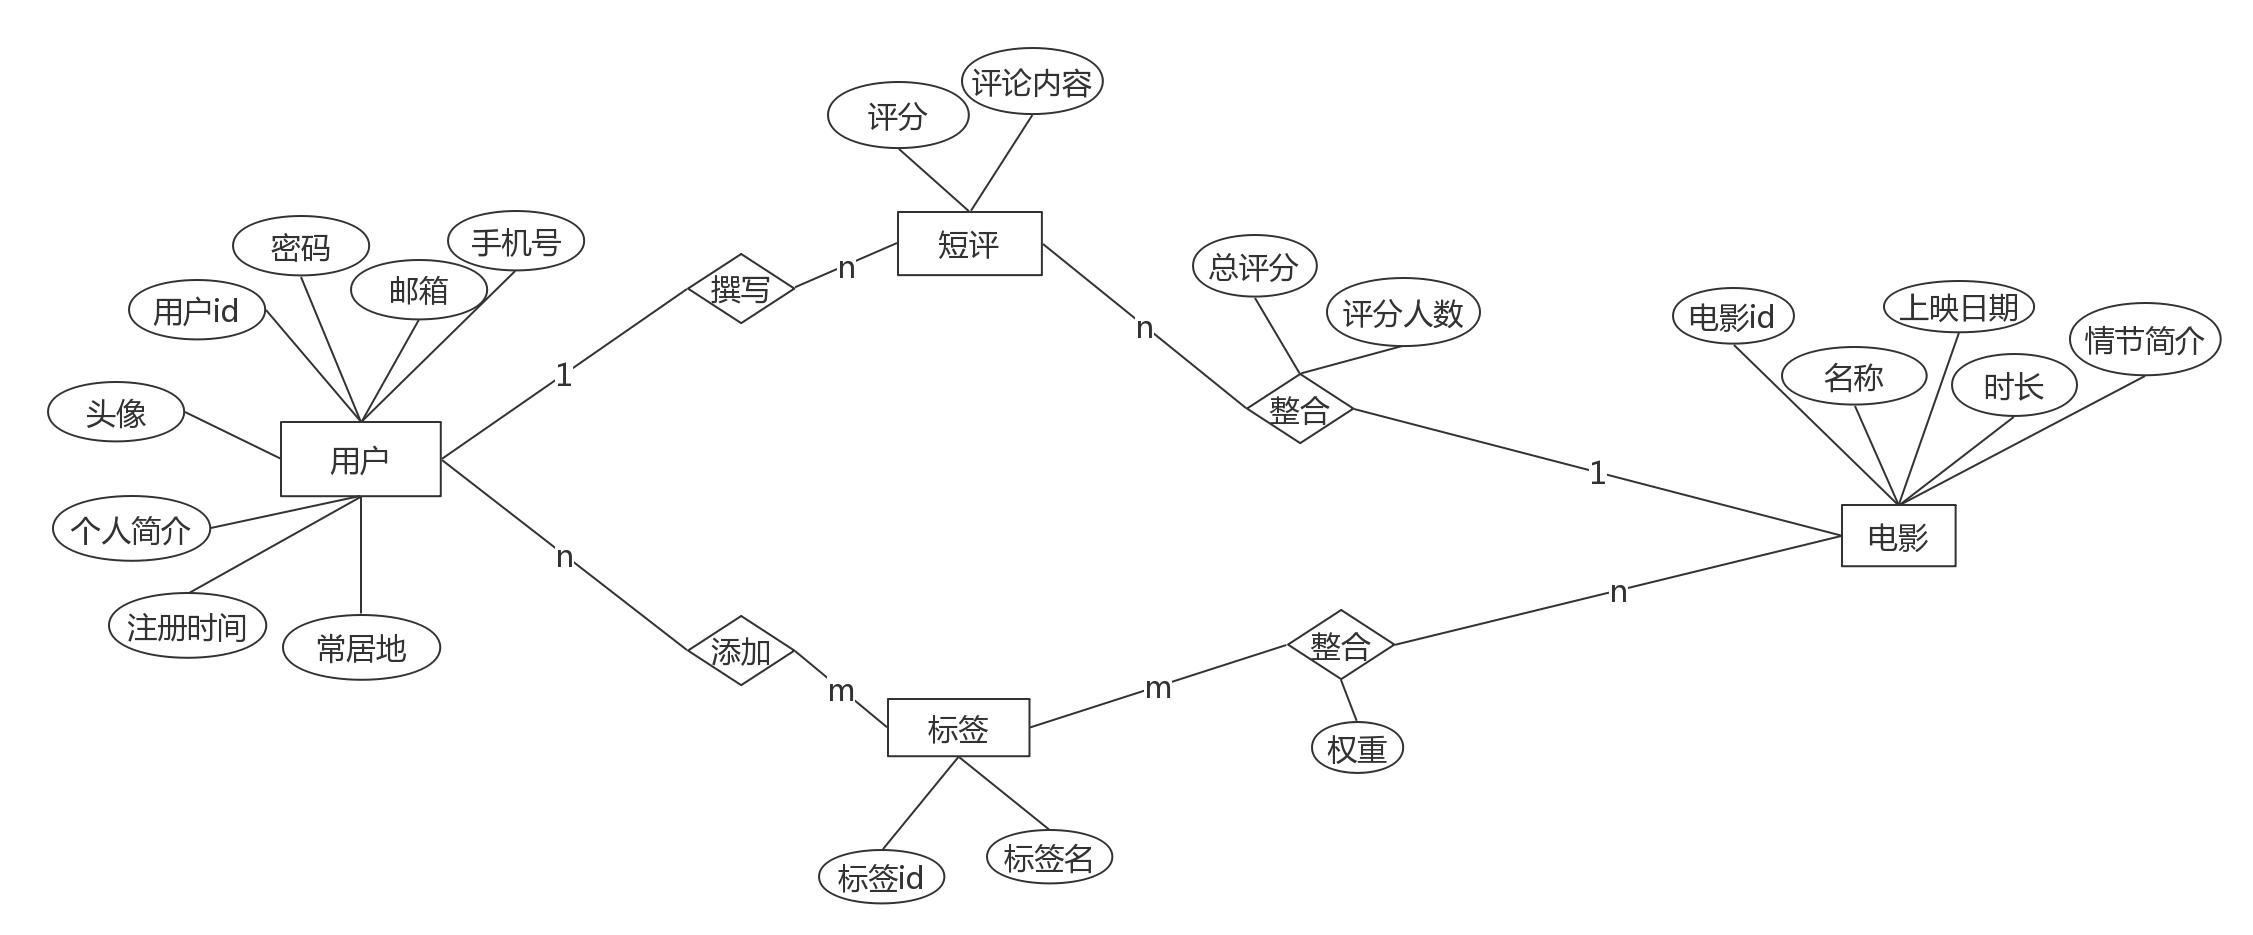 评论内容
评分
短评
密码
手机号
邮箱
用户id
头像
用户
个人简介
注册时间
常居地
1
撰写
n
n
总评分
评分人数
整合
1
电影id
上映日期
情节简介
名称
时长
电影
n
添加
m
标签
m
整合
n
权重
标签id
标签名